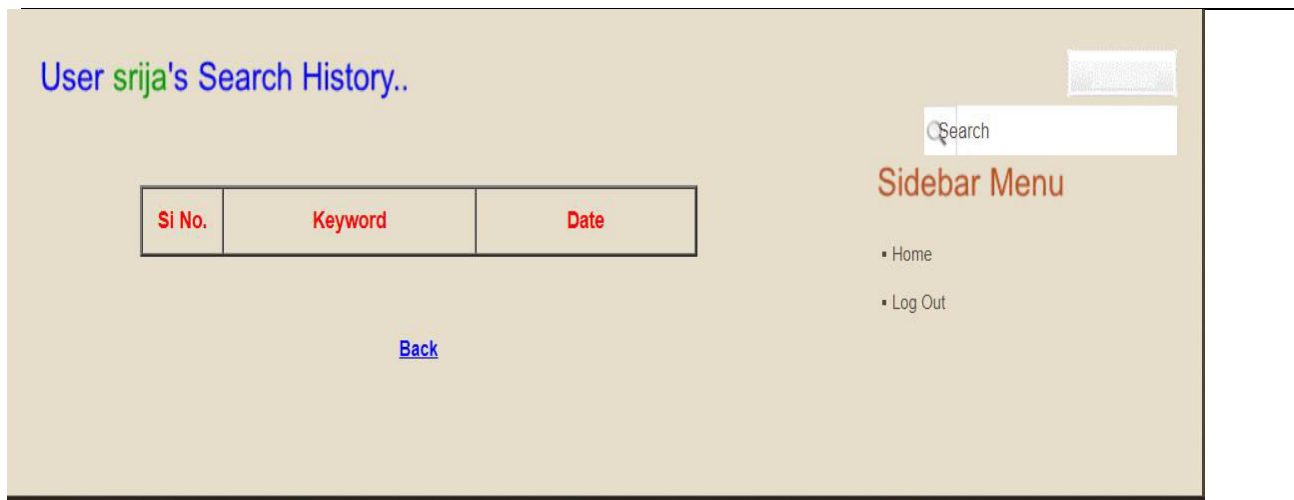 User srija's Search History..
Si No. Keyword Date
Back
Search
Sidebar Menu
▪ Home
▪ Log Out